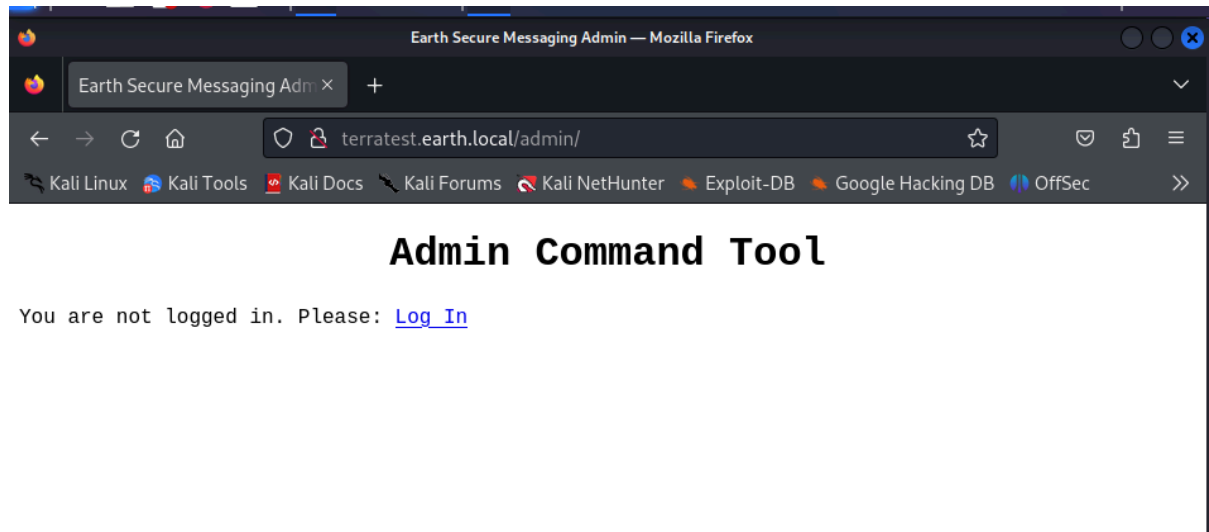 Earth Secure Messaging Admin — Mozilla Firefox
Earth Secure Messaging Adm
terratest.earth.local/admin/
Kali Linux Kali Tools Kali Docs Kali Forums Kali NetHunter Exploit-DB Google Hacking DB OffSec
Admin Command Tool
You are not logged in. Please: Log In